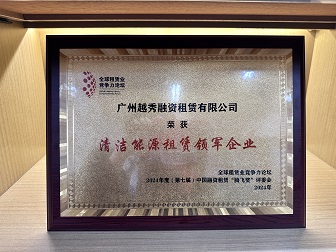 全球租赁业
竞争力论坛
广州越秀融资租赁有限公司
荣获
清洁能源租赁领军企业
全球租赁业竞争力论坛
2024年度（第七届）中国融资租赁“腾飞奖”评委会
2024年